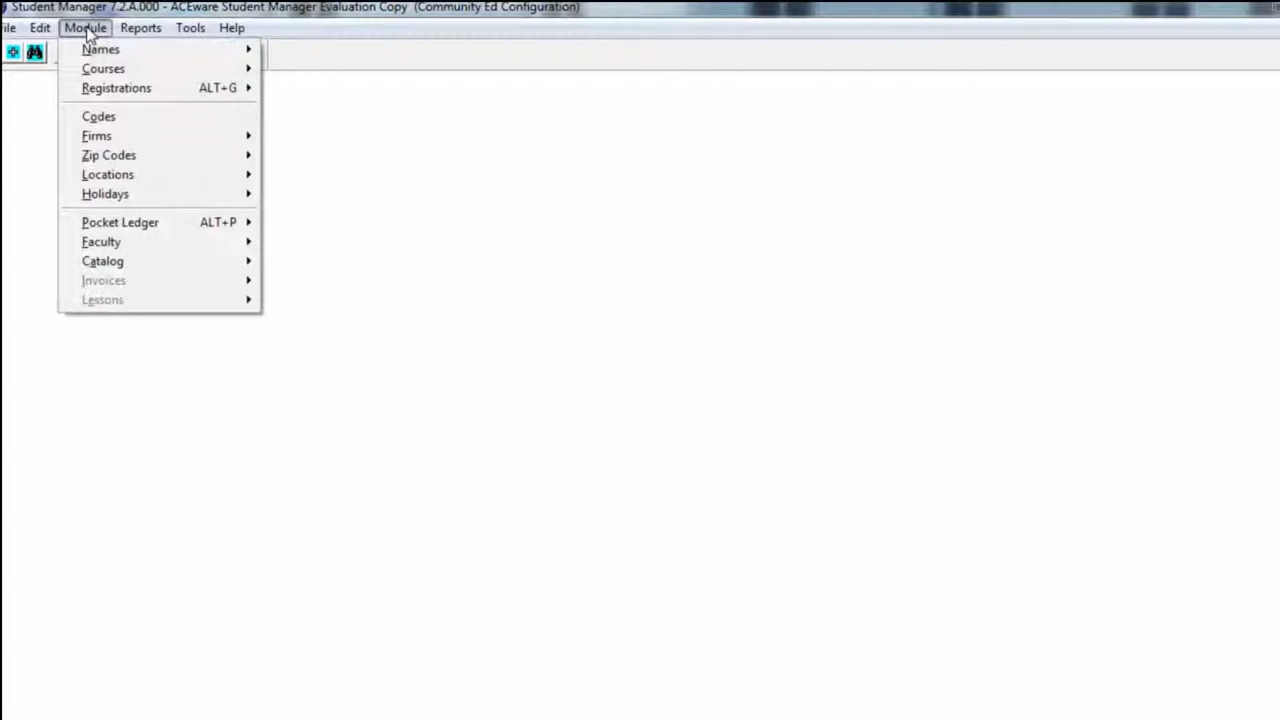 Student Manager 7.2.A.000 - ACEware Student Manager Evaluation Copy (Community Ed Configuration)
ile Edit Module Reports Tools Help
Names
Courses
Registrations ALT+G
Codes
Firms
Zip Codes
Locations
Holidays
Pocket Ledger ALT+P
Faculty
Catalog
Invoices
Lessons